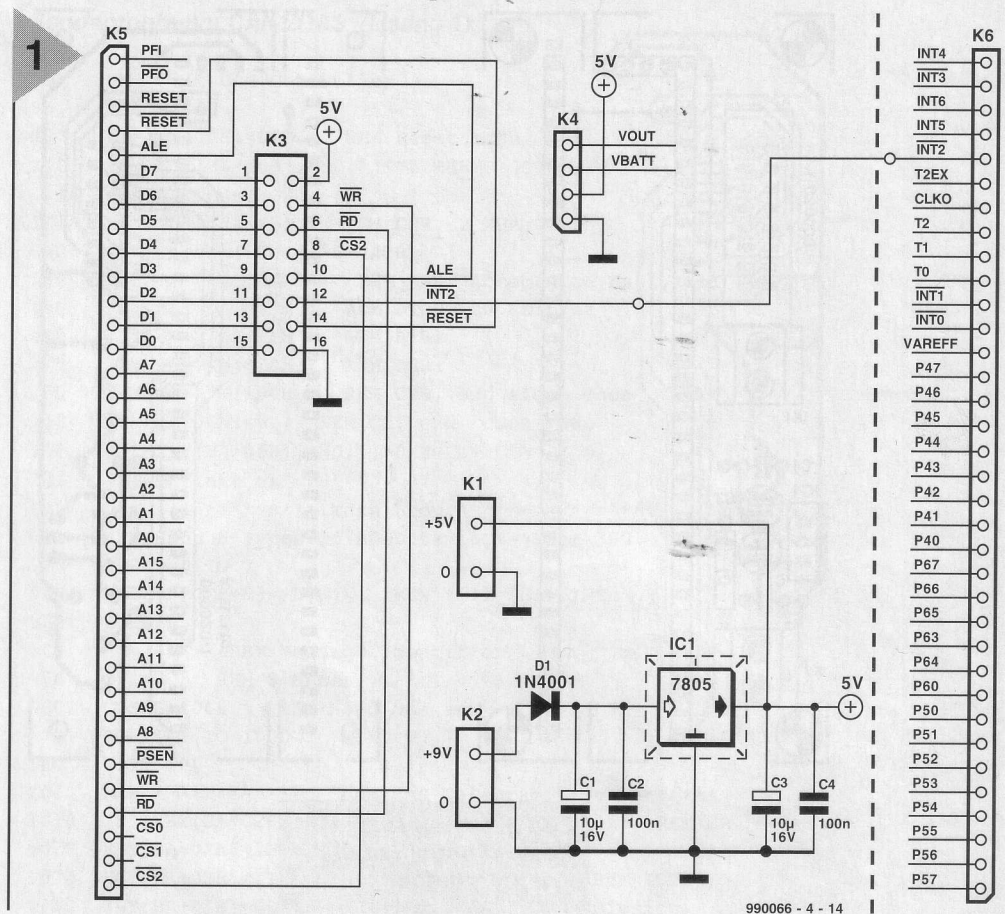 1
K5
PFI
PFO
RESET
RESET
ALE
D7
D6
D5
D4
D3
D2
D1
D0
A7
A6
A5
A4
A3
A2
A1
A0
A15
A14
A13
A12
A11
A10
A9
A8
PSEN
WR
RD
CS0
CS1
CS2
K3
5V
1 2
3 4 WR
5 6 RD
7 8 CS2
9 10 ALE
11 12 INT2
13 14 RESET
15 16
5V
K4
VOUT
VBATT
K1
+5V
0
K2
+9V
0
D1
1N4001
IC1
7805
5V
C1
10µ
16V
C2
100n
C3
10µ
16V
C4
100n
990066 - 4 - 14
K6
INT4
INT3
INT6
INT5
INT2
T2EX
CLKO
T2
T1
T0
INT1
INT0
VAREFF
P47
P46
P45
P44
P43
P42
P41
P40
P67
P66
P65
P63
P64
P60
P50
P51
P52
P53
P54
P55
P56
P57